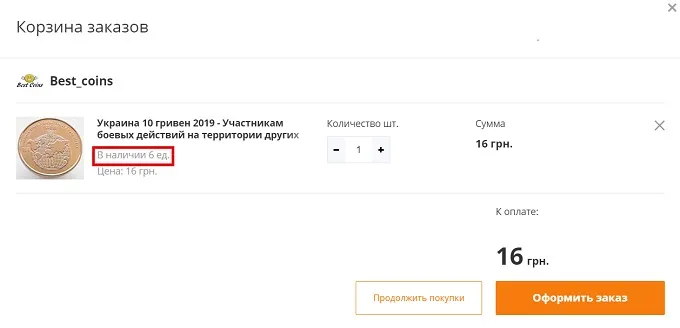 Корзина заказов
Best Coins
Best_coins
Украина 10 гривен 2019 - Участникам
боевых действий на территории других
В наличии 6 ед.
Цена: 16 грн.
Количество шт.
1
Сумма
16 грн.
К оплате:
16 грн.
Продолжить покупки
Оформить заказ